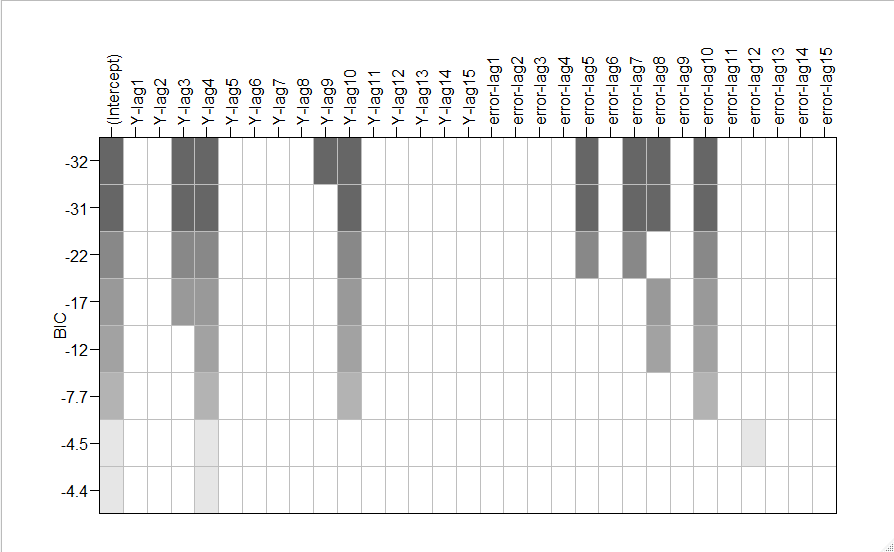 (Intercept)
Y-lag1
Y-lag2
Y-lag3
Y-lag4
Y-lag5
Y-lag6
Y-lag7
Y-lag8
Y-lag9
Y-lag10
Y-lag11
Y-lag12
Y-lag13
Y-lag14
Y-lag15
error-lag1
error-lag2
error-lag3
error-lag4
error-lag5
error-lag6
error-lag7
error-lag8
error-lag9
error-lag10
error-lag11
error-lag12
error-lag13
error-lag14
error-lag15
BIC
-32
-31
-22
-17
-12
-7.7
-4.5
-4.4